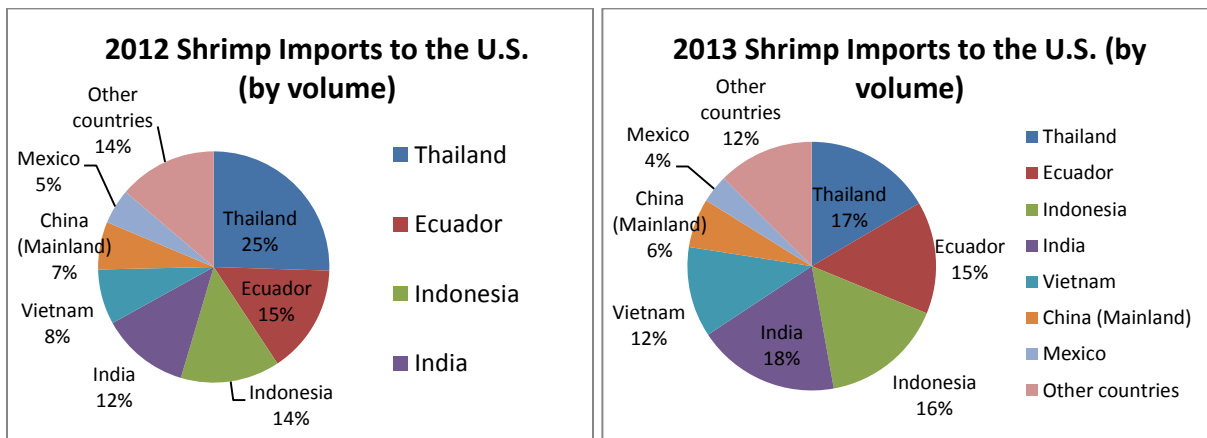 2012 Shrimp Imports to the U.S.
(by volume)
Other
countries
14%
Mexico
5%
China
(Mainland)
7%
Vietnam
8%
India
12%
Indonesia
14%
Ecuador
15%
Thailand
25%
Thailand
Ecuador
Indonesia
India
2013 Shrimp Imports to the U.S. (by
volume)
Other countries
12%
Mexico
4%
China
(Mainland)
6%
Vietnam
12%
India
18%
Indonesia
16%
Ecuador
15%
Thailand
17%
Thailand
Ecuador
Indonesia
India
Vietnam
China (Mainland)
Mexico
Other countries